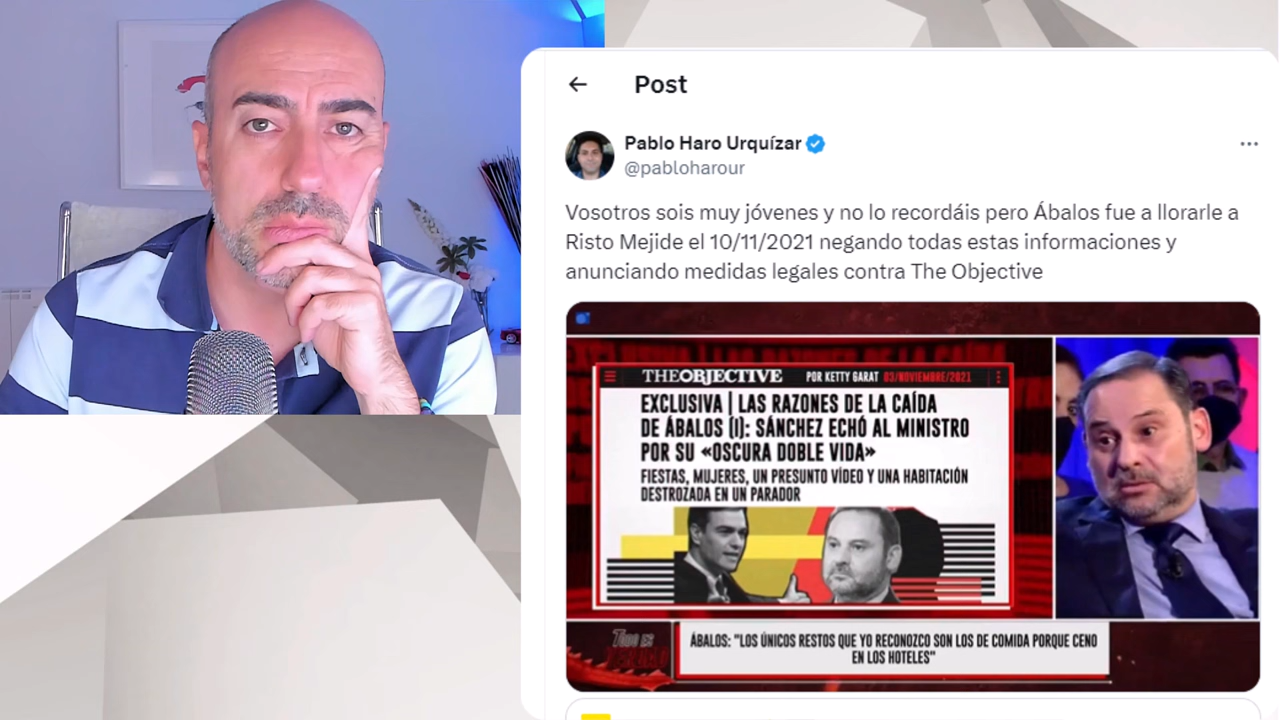 Post
Pablo Haro Urquízar
@pabloharour
Vosotros sois muy jóvenes y no lo recordáis pero Ábalos fue a llorarle a
Risto Mejide el 10/11/2021 negando todas estas informaciones y
anunciando medidas legales contra The Objective
THEOBJECTIVE
POR KETTY GARAT 03/NOVIEMBRE/2021
EXCLUSIVA | LAS RAZONES DE LA CAÍDA
DE ÁBALOS (I): SÁNCHEZ ECHÓ AL MINISTRO
POR SU «OSCURA DOBLE VIDA»
FIESTAS, MUJERES, UN PRESUNTO VÍDEO Y UNA HABITACIÓN
DESTROZADA EN UN PARADOR
TODO ES
ÁBALOS: "LOS ÚNICOS RESTOS QUE YO RECONOZCO SON LOS DE COMIDA PORQUE CENO
EN LOS HOTELES"